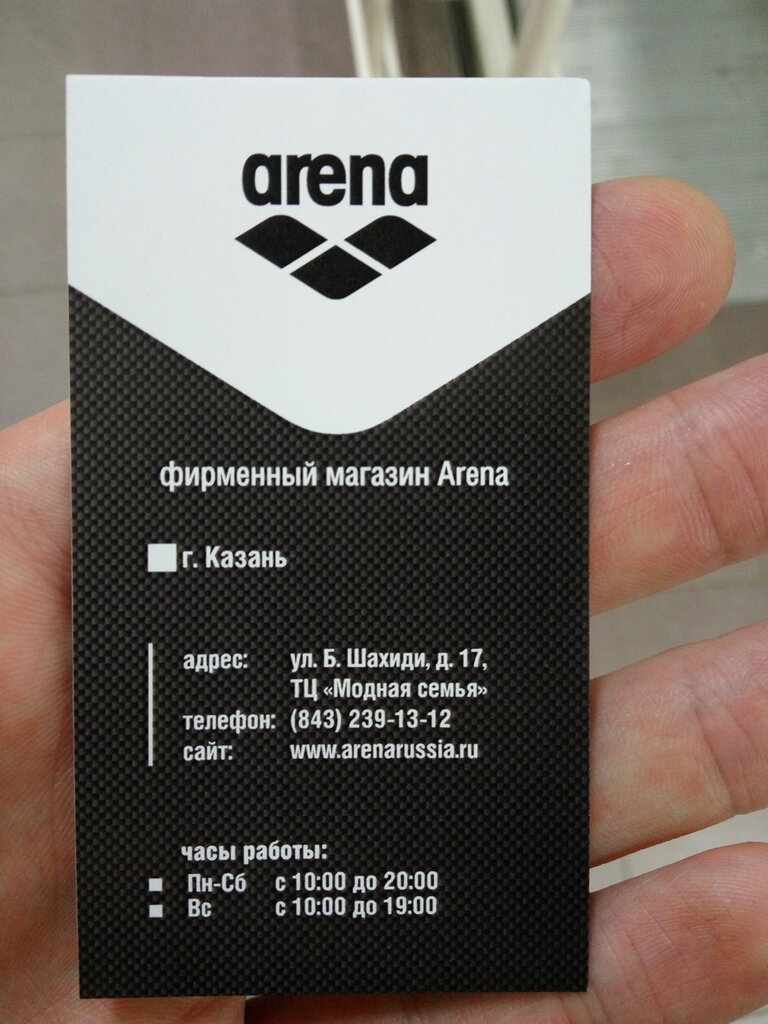 arena
фирменный магазин Arena
г. Казань
адрес: ул. Б. Шахиди, д. 17,
ТЦ «Модная семья»
телефон: (843) 239-13-12
сайт: www.arenarussia.ru
часы работы:
Пн-Сб с 10:00 до 20:00
Вс с 10:00 до 19:00